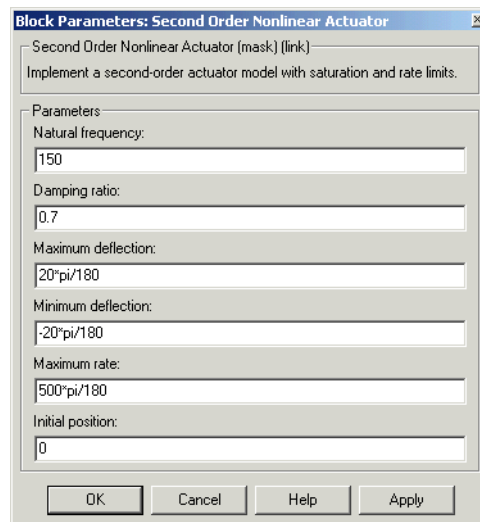 Block Parameters: Second Order Nonlinear Actuator
Second Order Nonlinear Actuator (mask) (link)
Implement a second-order actuator model with saturation and rate limits.
Parameters
Natural frequency:
150
Damping ratio:
0.7
Maximum deflection:
20*pi/180
Minimum deflection:
-20*pi/180
Maximum rate:
500*pi/180
Initial position:
0
OK Cancel Help Apply